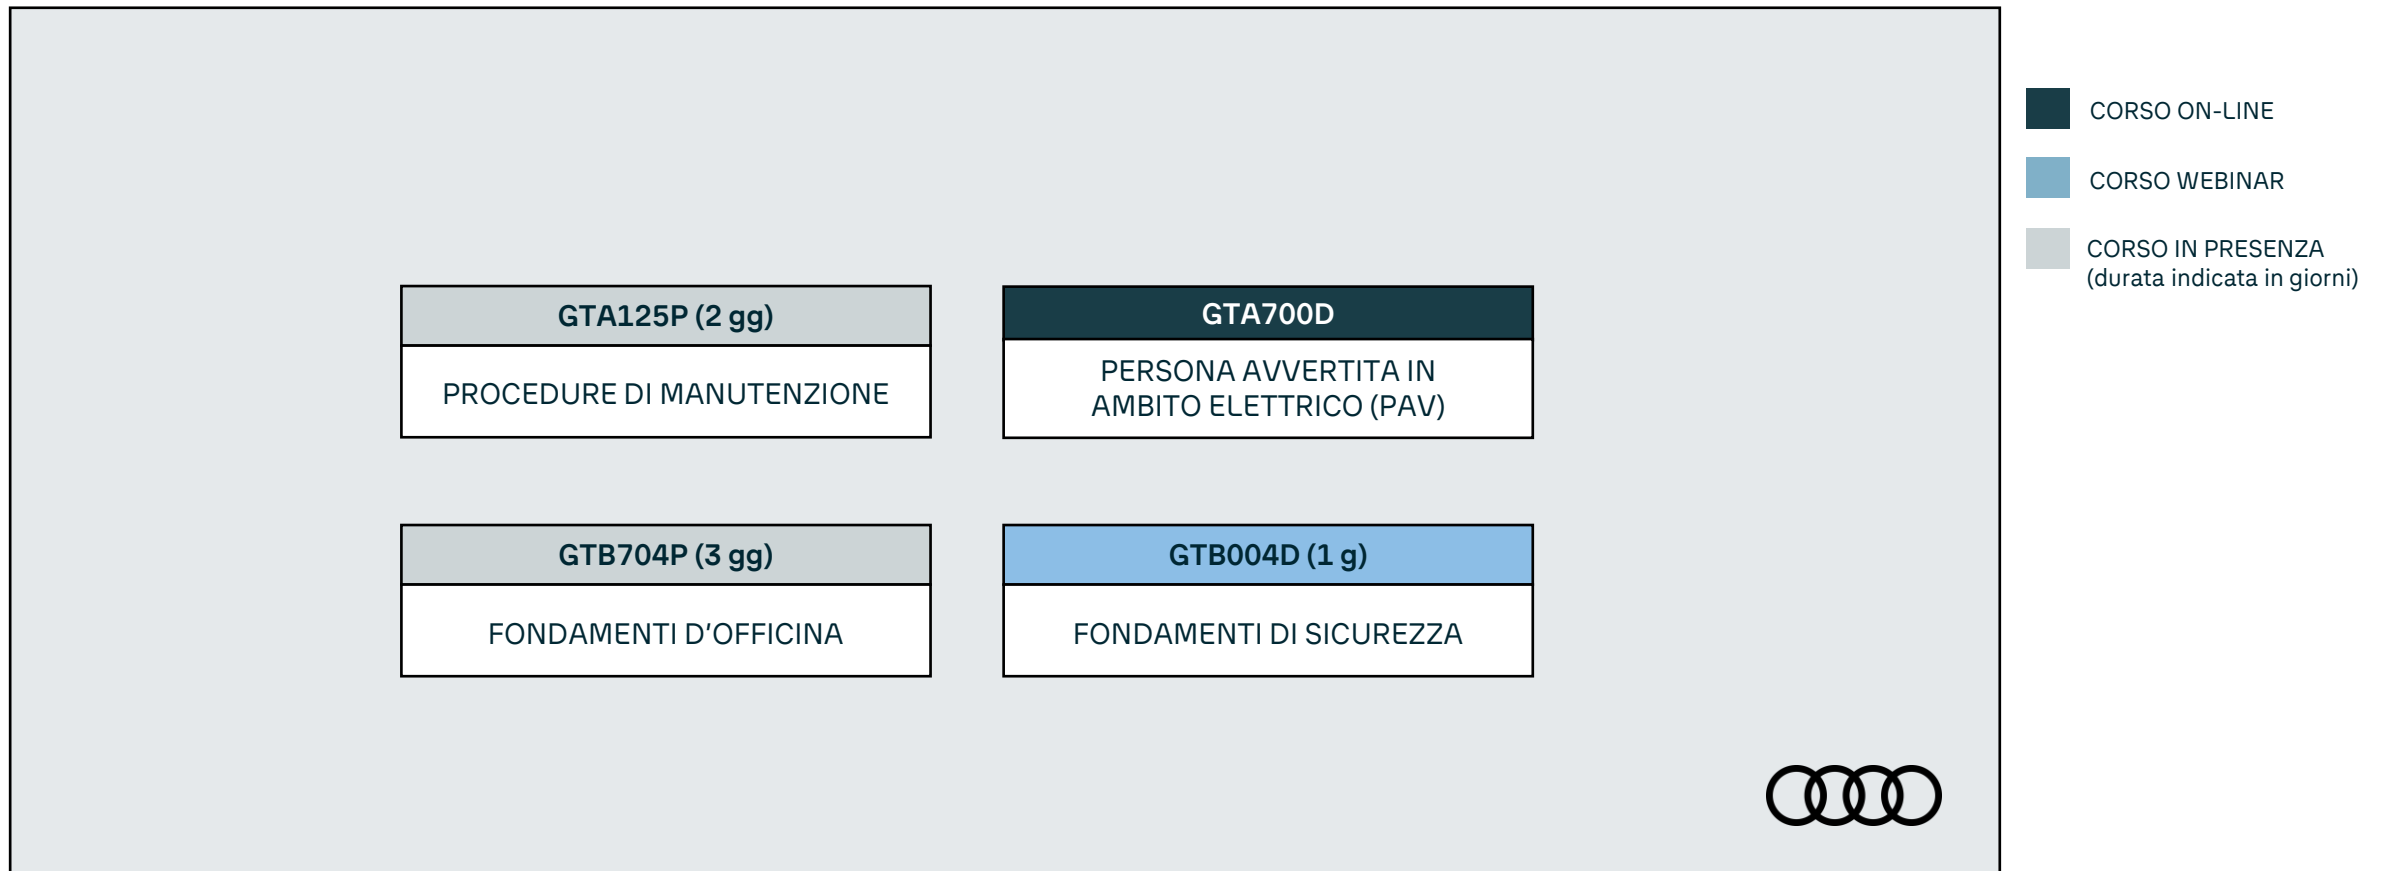 GTA125P (2 gg)
PROCEDURE DI MANUTENZIONE
GTA700D
PERSONA AVVERTITA IN
AMBITO ELETTRICO (PAV)
GTB704P (3 gg)
FONDAMENTI D’OFFICINA
GTB004D (1 g)
FONDAMENTI DI SICUREZZA
CORSO ON-LINE
CORSO WEBINAR
CORSO IN PRESENZA
(durata indicata in giorni)